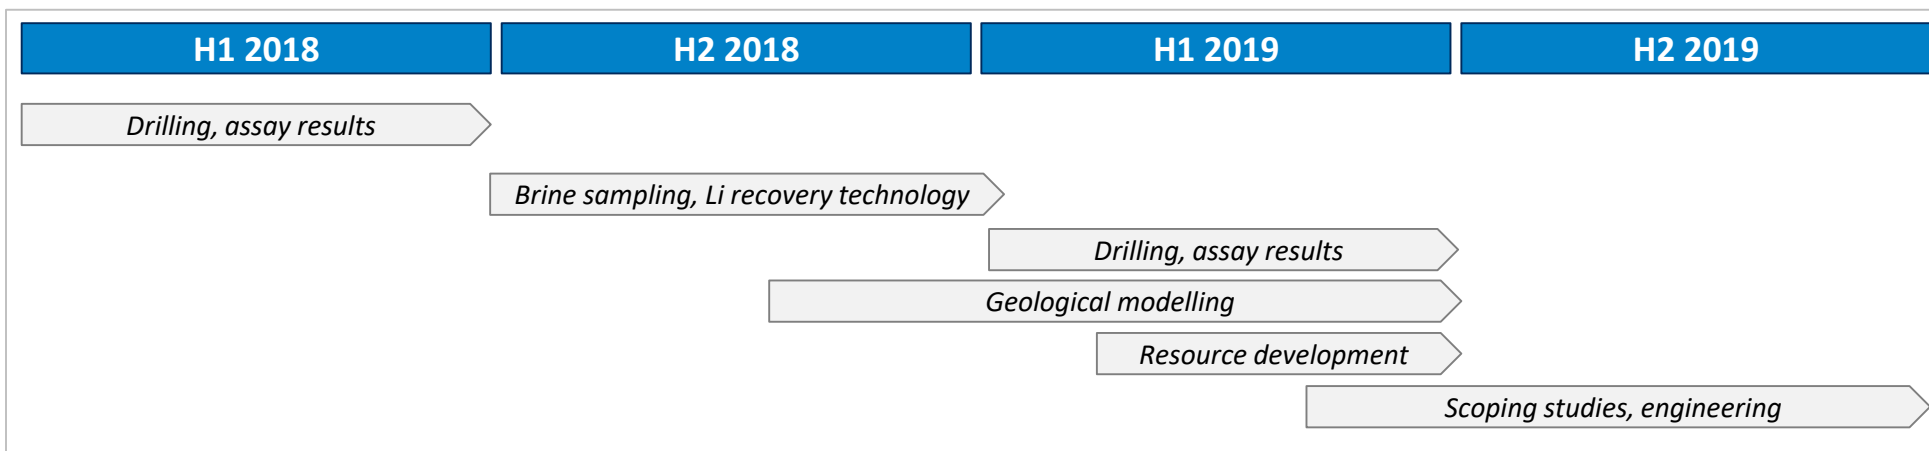 H1 2018
H2 2018
H1 2019
H2 2019
Drilling, assay results
Brine sampling, Li recovery technology
Drilling, assay results
Geological modelling
Resource development
Scoping studies, engineering